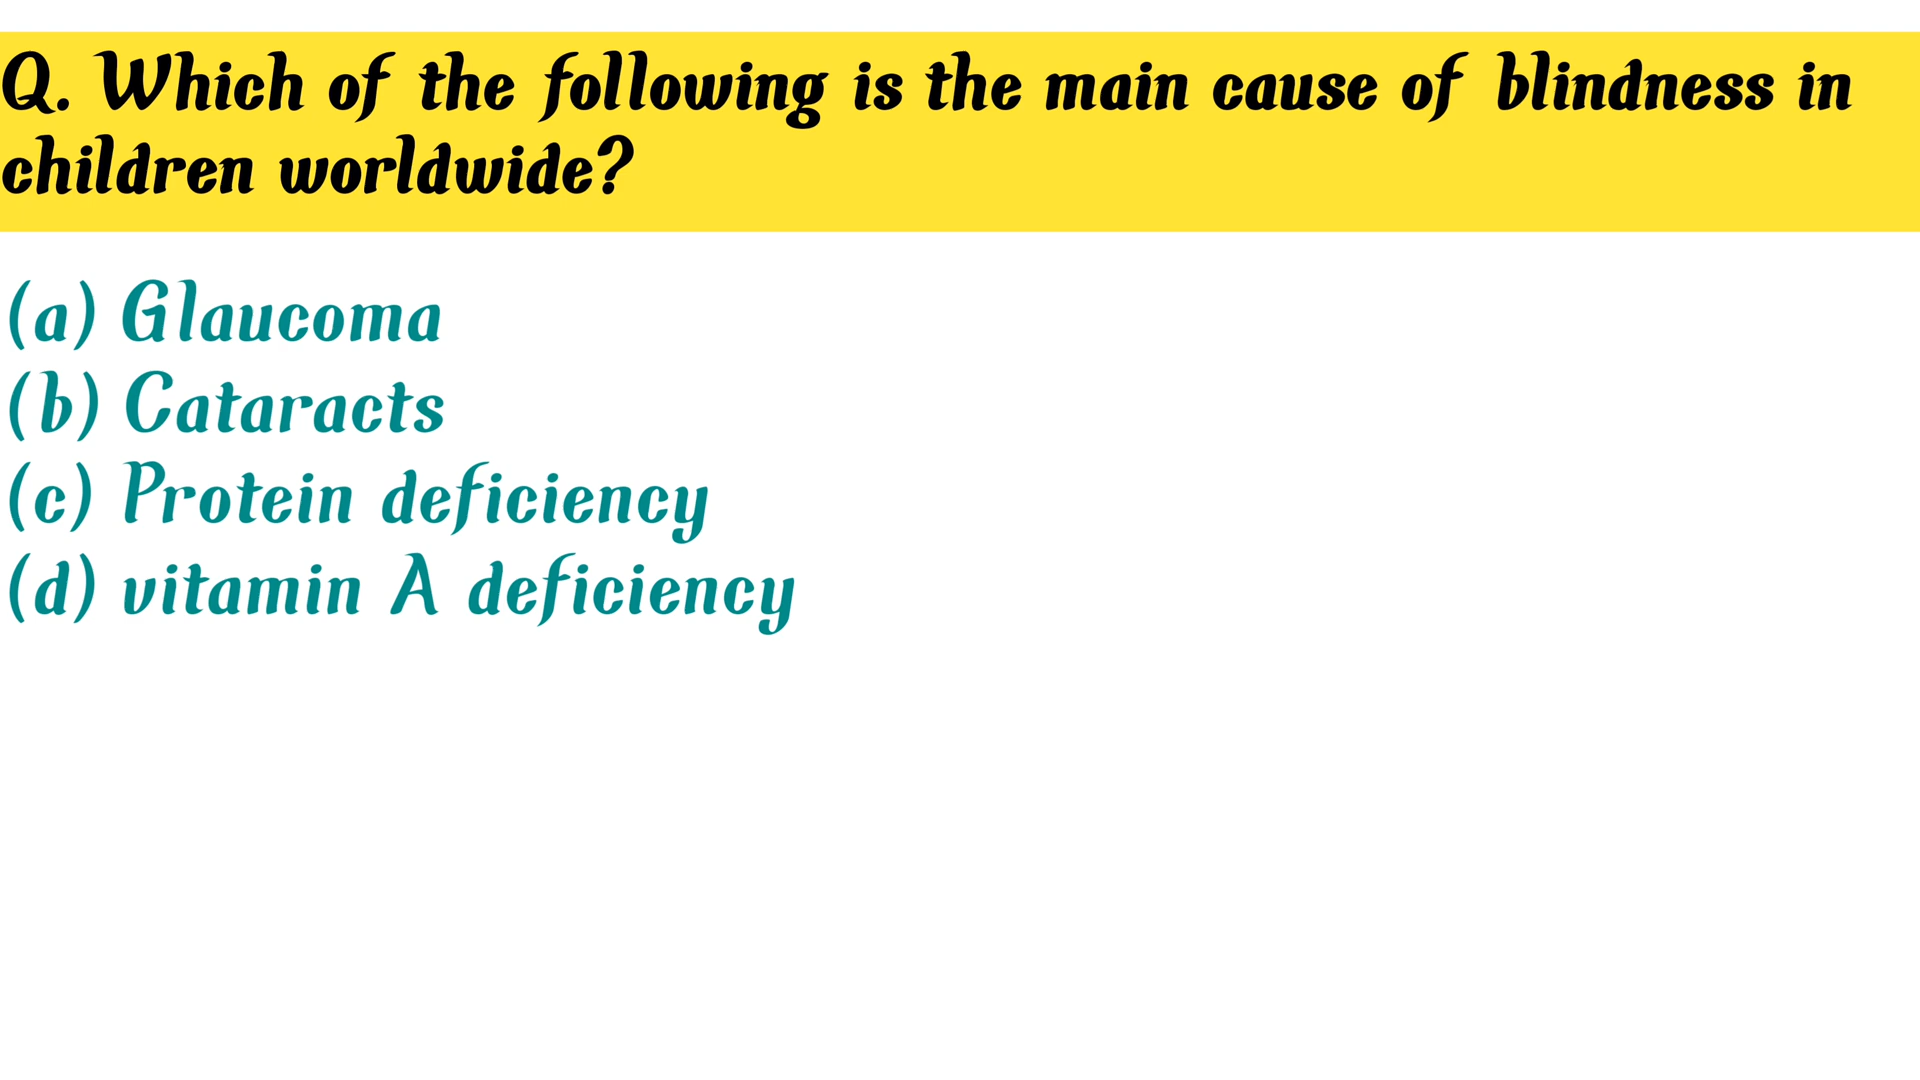 Q. Which of the following is the main cause of blindness in
children worldwide?
(a) Glaucoma
(b) Cataracts
(c) Protein deficiency
(d) vitamin A deficiency